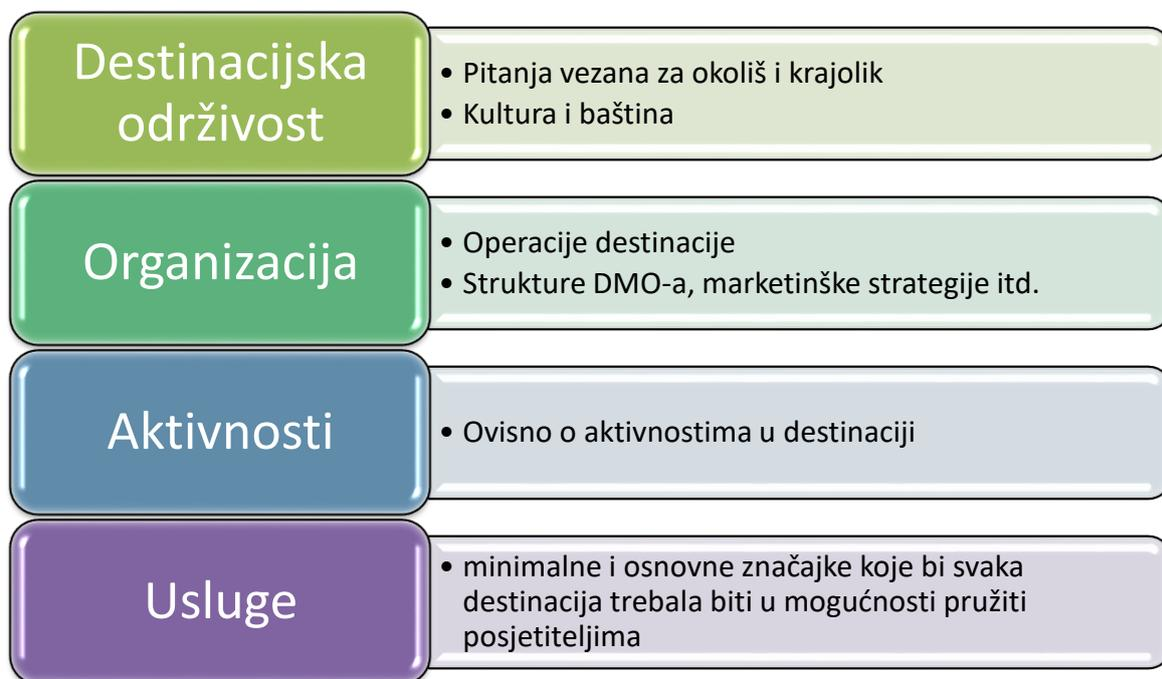 Destinacijska
održivost
• Pitanja vezana za okoliš i krajolik
• Kultura i baština
Organizacija
• Operacije destinacije
• Strukture DMO-a, marketinške strategije itd.
Aktivnosti
• Ovisno o aktivnostima u destinaciji
Usluge
• minimalne i osnovne značajke koje bi svaka
destinacija trebala biti u mogućnosti pružiti
posjetiteljima